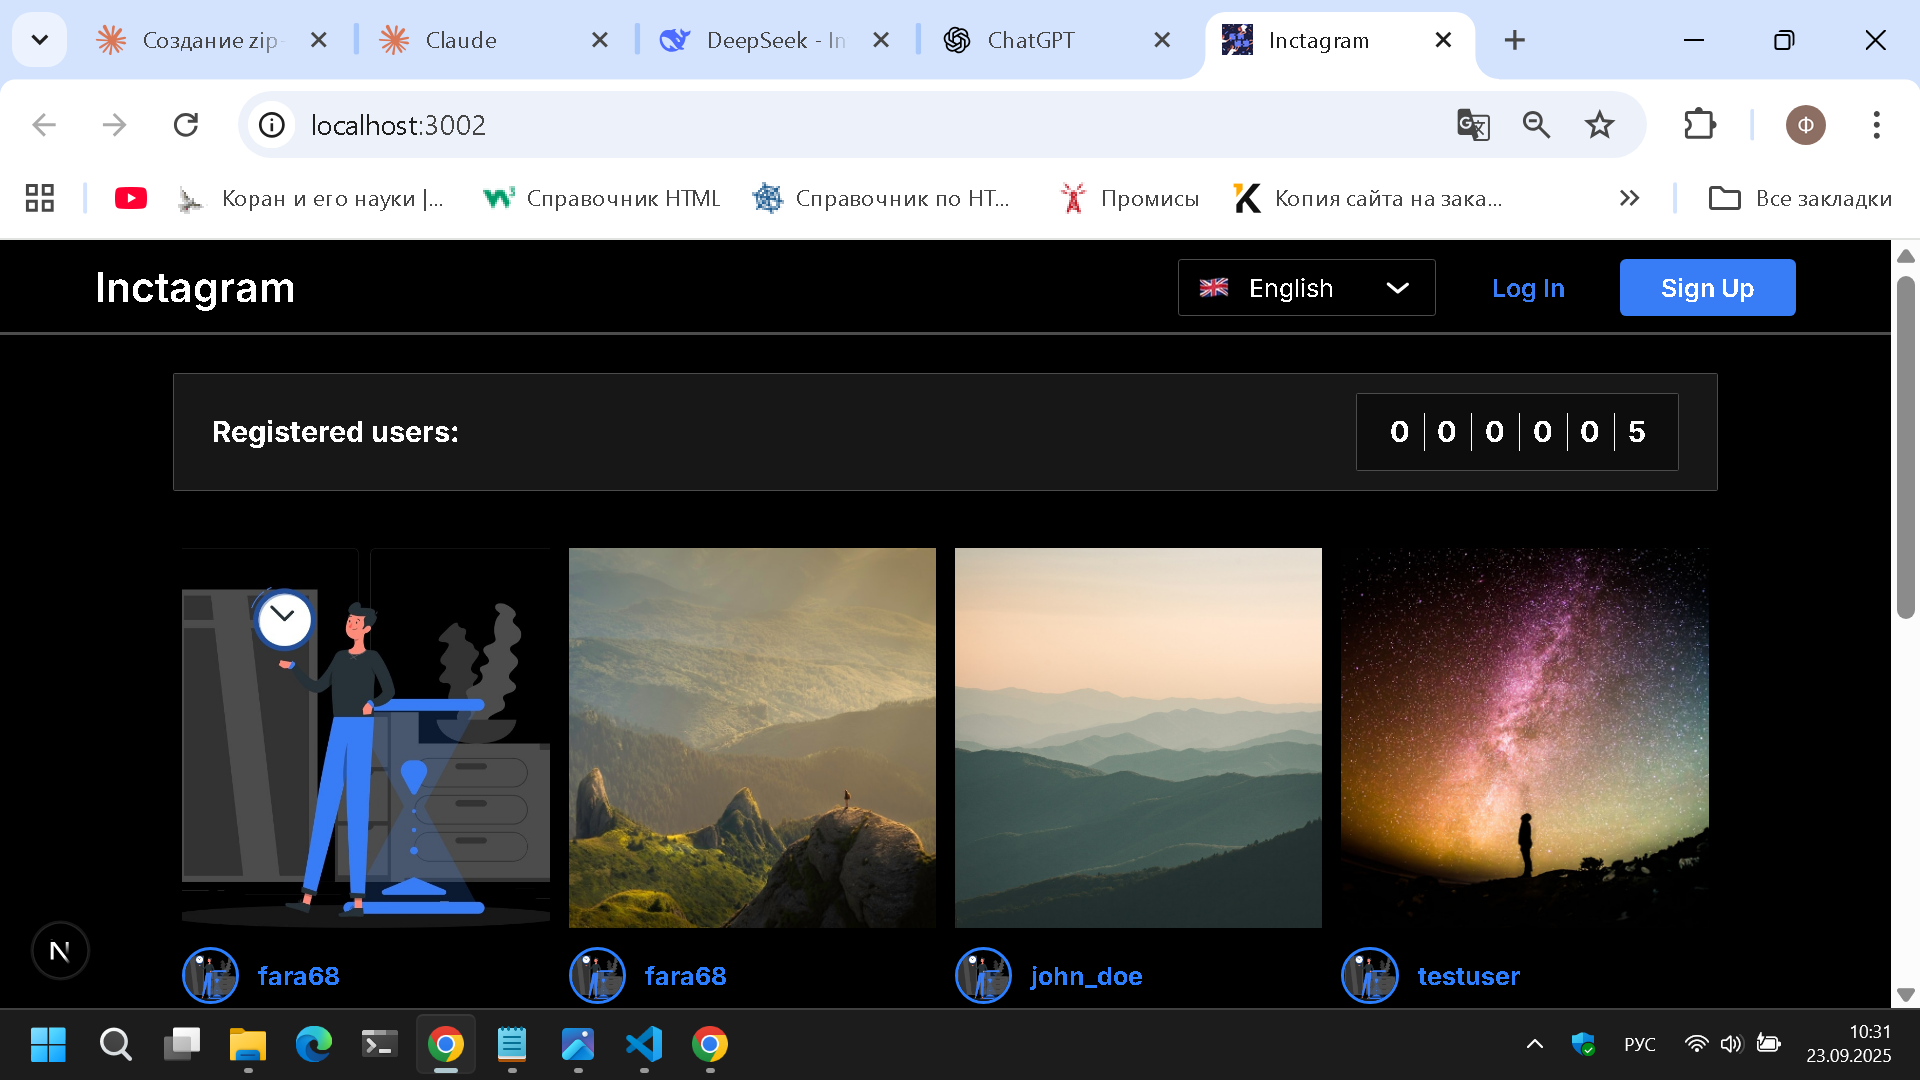 Создание zip-
Claude
DeepSeek - In
ChatGPT
Inctagram
localhost:3002
Коран и его науки |...
Справочник HTML
Справочник по HT...
Промисы
Копия сайта на зака...
Все закладки
Inctagram
English
Log In
Sign Up
Registered users:
0 0 0 0 0 5
fara68
fara68
john_doe
testuser
N
РУС
10:31
23.09.2025